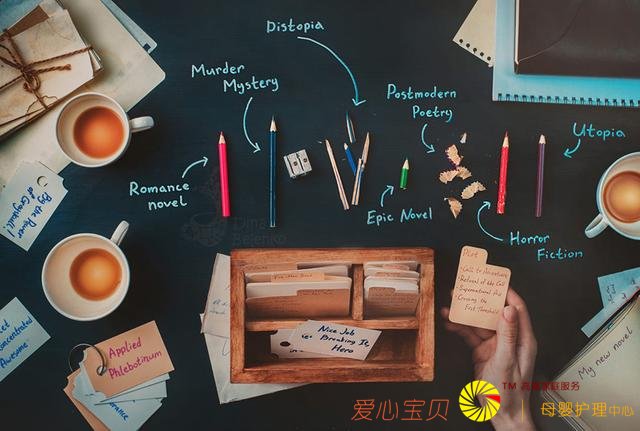 Distopia
Murder
Mystery
Postmodern
Poetry
Utopia
Romance
novel
Epic Novel
Horror
Fiction
By the Power
of Grayskull!
Dina
Belenko
Plot
Call to Adventure
Refusal of the Call
Supernatural Aid
Crossing the
First Threshold
Nice Job
Breaking It
Hero
Applied
Phlebotinum
Awesome
My new novel
TM 高端家庭服务
爱心宝贝
母婴护理中心